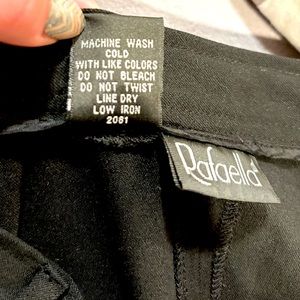 MACHINE WASH
COLD
WITH LIKE COLORS
DO NOT BLEACH
DO NOT TWIST
LINE DRY
LOW IRON
2061
Rafaella